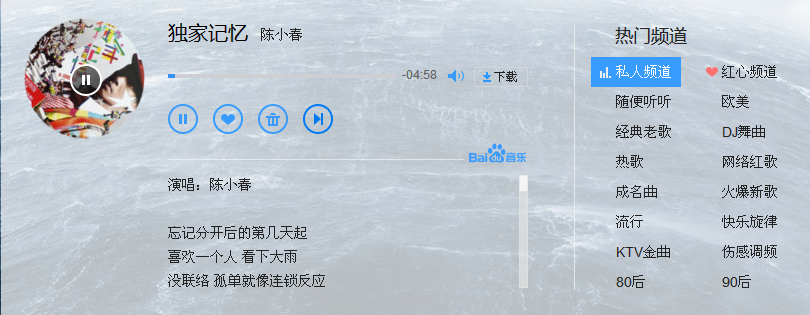 独家记忆 陈小春
-04:58 下载
Bai du 音乐
演唱：陈小春
忘记分开后的第几天起
喜欢一个人 看下大雨
没联络 孤单就像连锁反应
热门频道
私人频道 红心频道
随便听听 欧美
经典老歌 DJ舞曲
热歌 网络红歌
成名曲 火爆新歌
流行 快乐旋律
KTV金曲 伤感调频
80后 90后